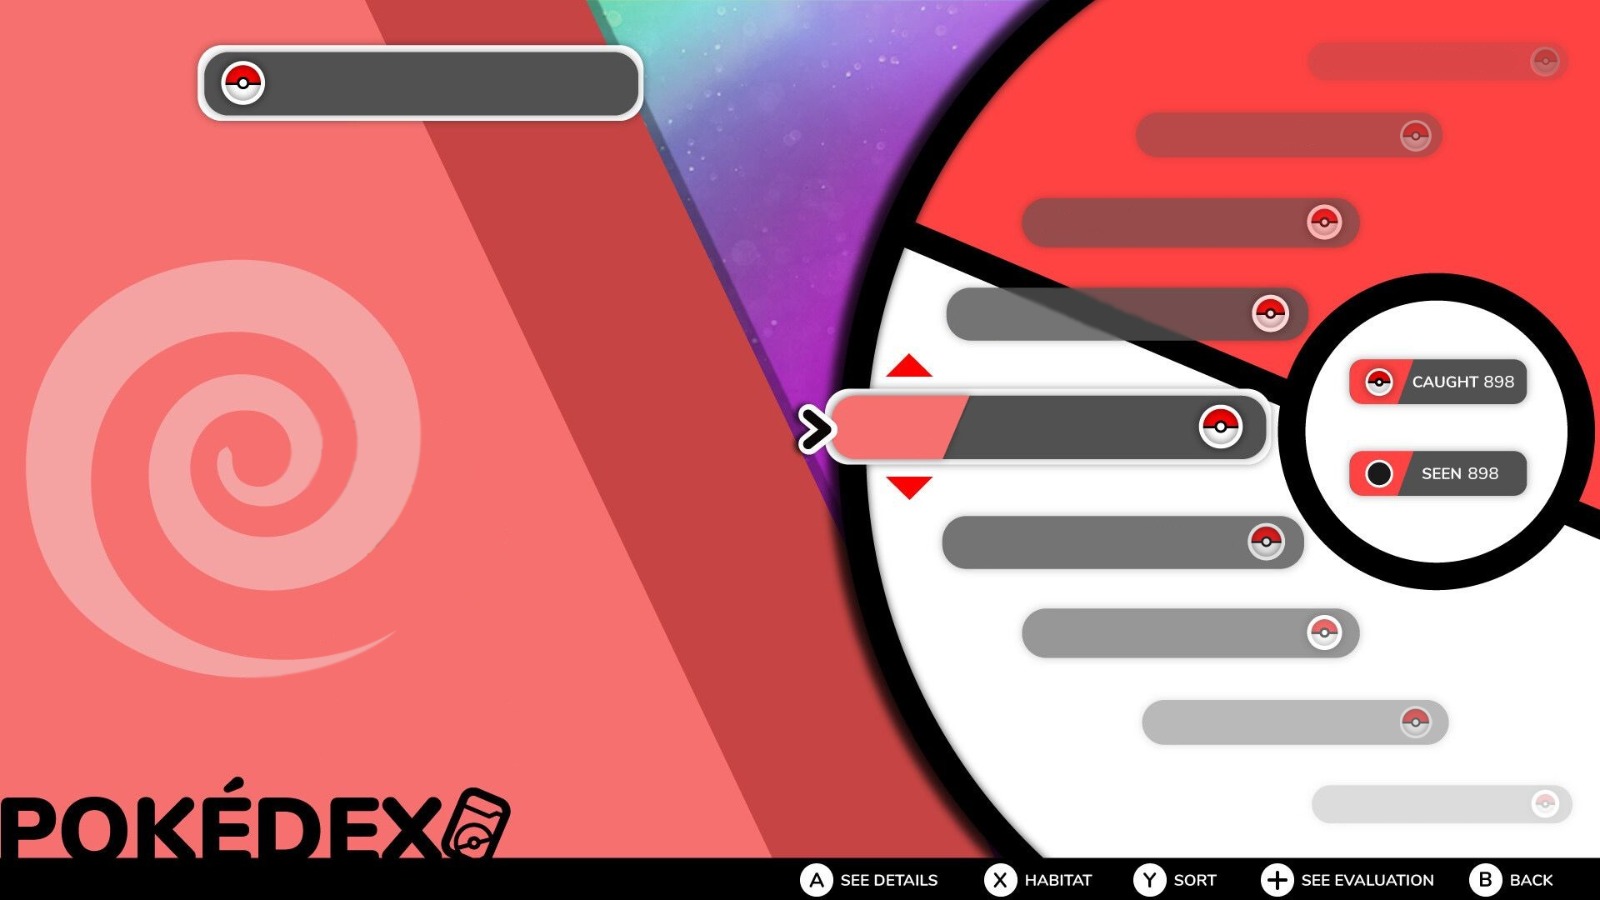 CAUGHT 898
SEEN 898
POKÉDEX
A SEE DETAILS X HABITAT Y SORT + SEE EVALUATION B BACK